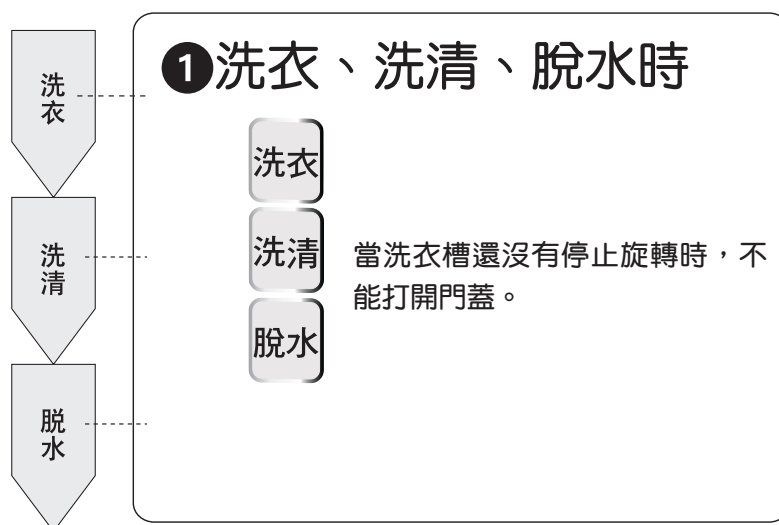 洗衣
洗清
脫水
❶洗衣、洗清、脫水時
洗衣
洗清
脫水
當洗衣槽還沒有停止旋轉時，不
能打開門蓋。